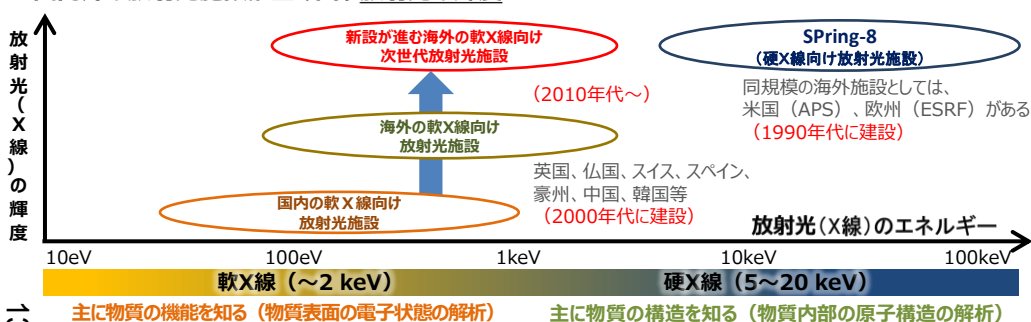 放射光(X線)の輝度
新設が進む海外の軟X線向け
次世代放射光施設
SPring-8
(硬X線向け放射光施設)
(2010年代~)
同規模の海外施設としては、
米国(APS)、欧州(ESRF)がある
(1990年代に建設)
海外の軟X線向け
放射光施設
英国、仏国、スイス、スペイン、
豪州、中国、韓国等
(2000年代に建設)
国内の軟X線向け
放射光施設
放射光(X線)のエネルギー
10eV 100eV 1keV 10keV 100keV
軟X線(~2 keV) 硬X線(5~20 keV)
主に物質の機能を知る(物質表面の電子状態の解析) 主に物質の構造を知る(物質内部の原子構造の解析)